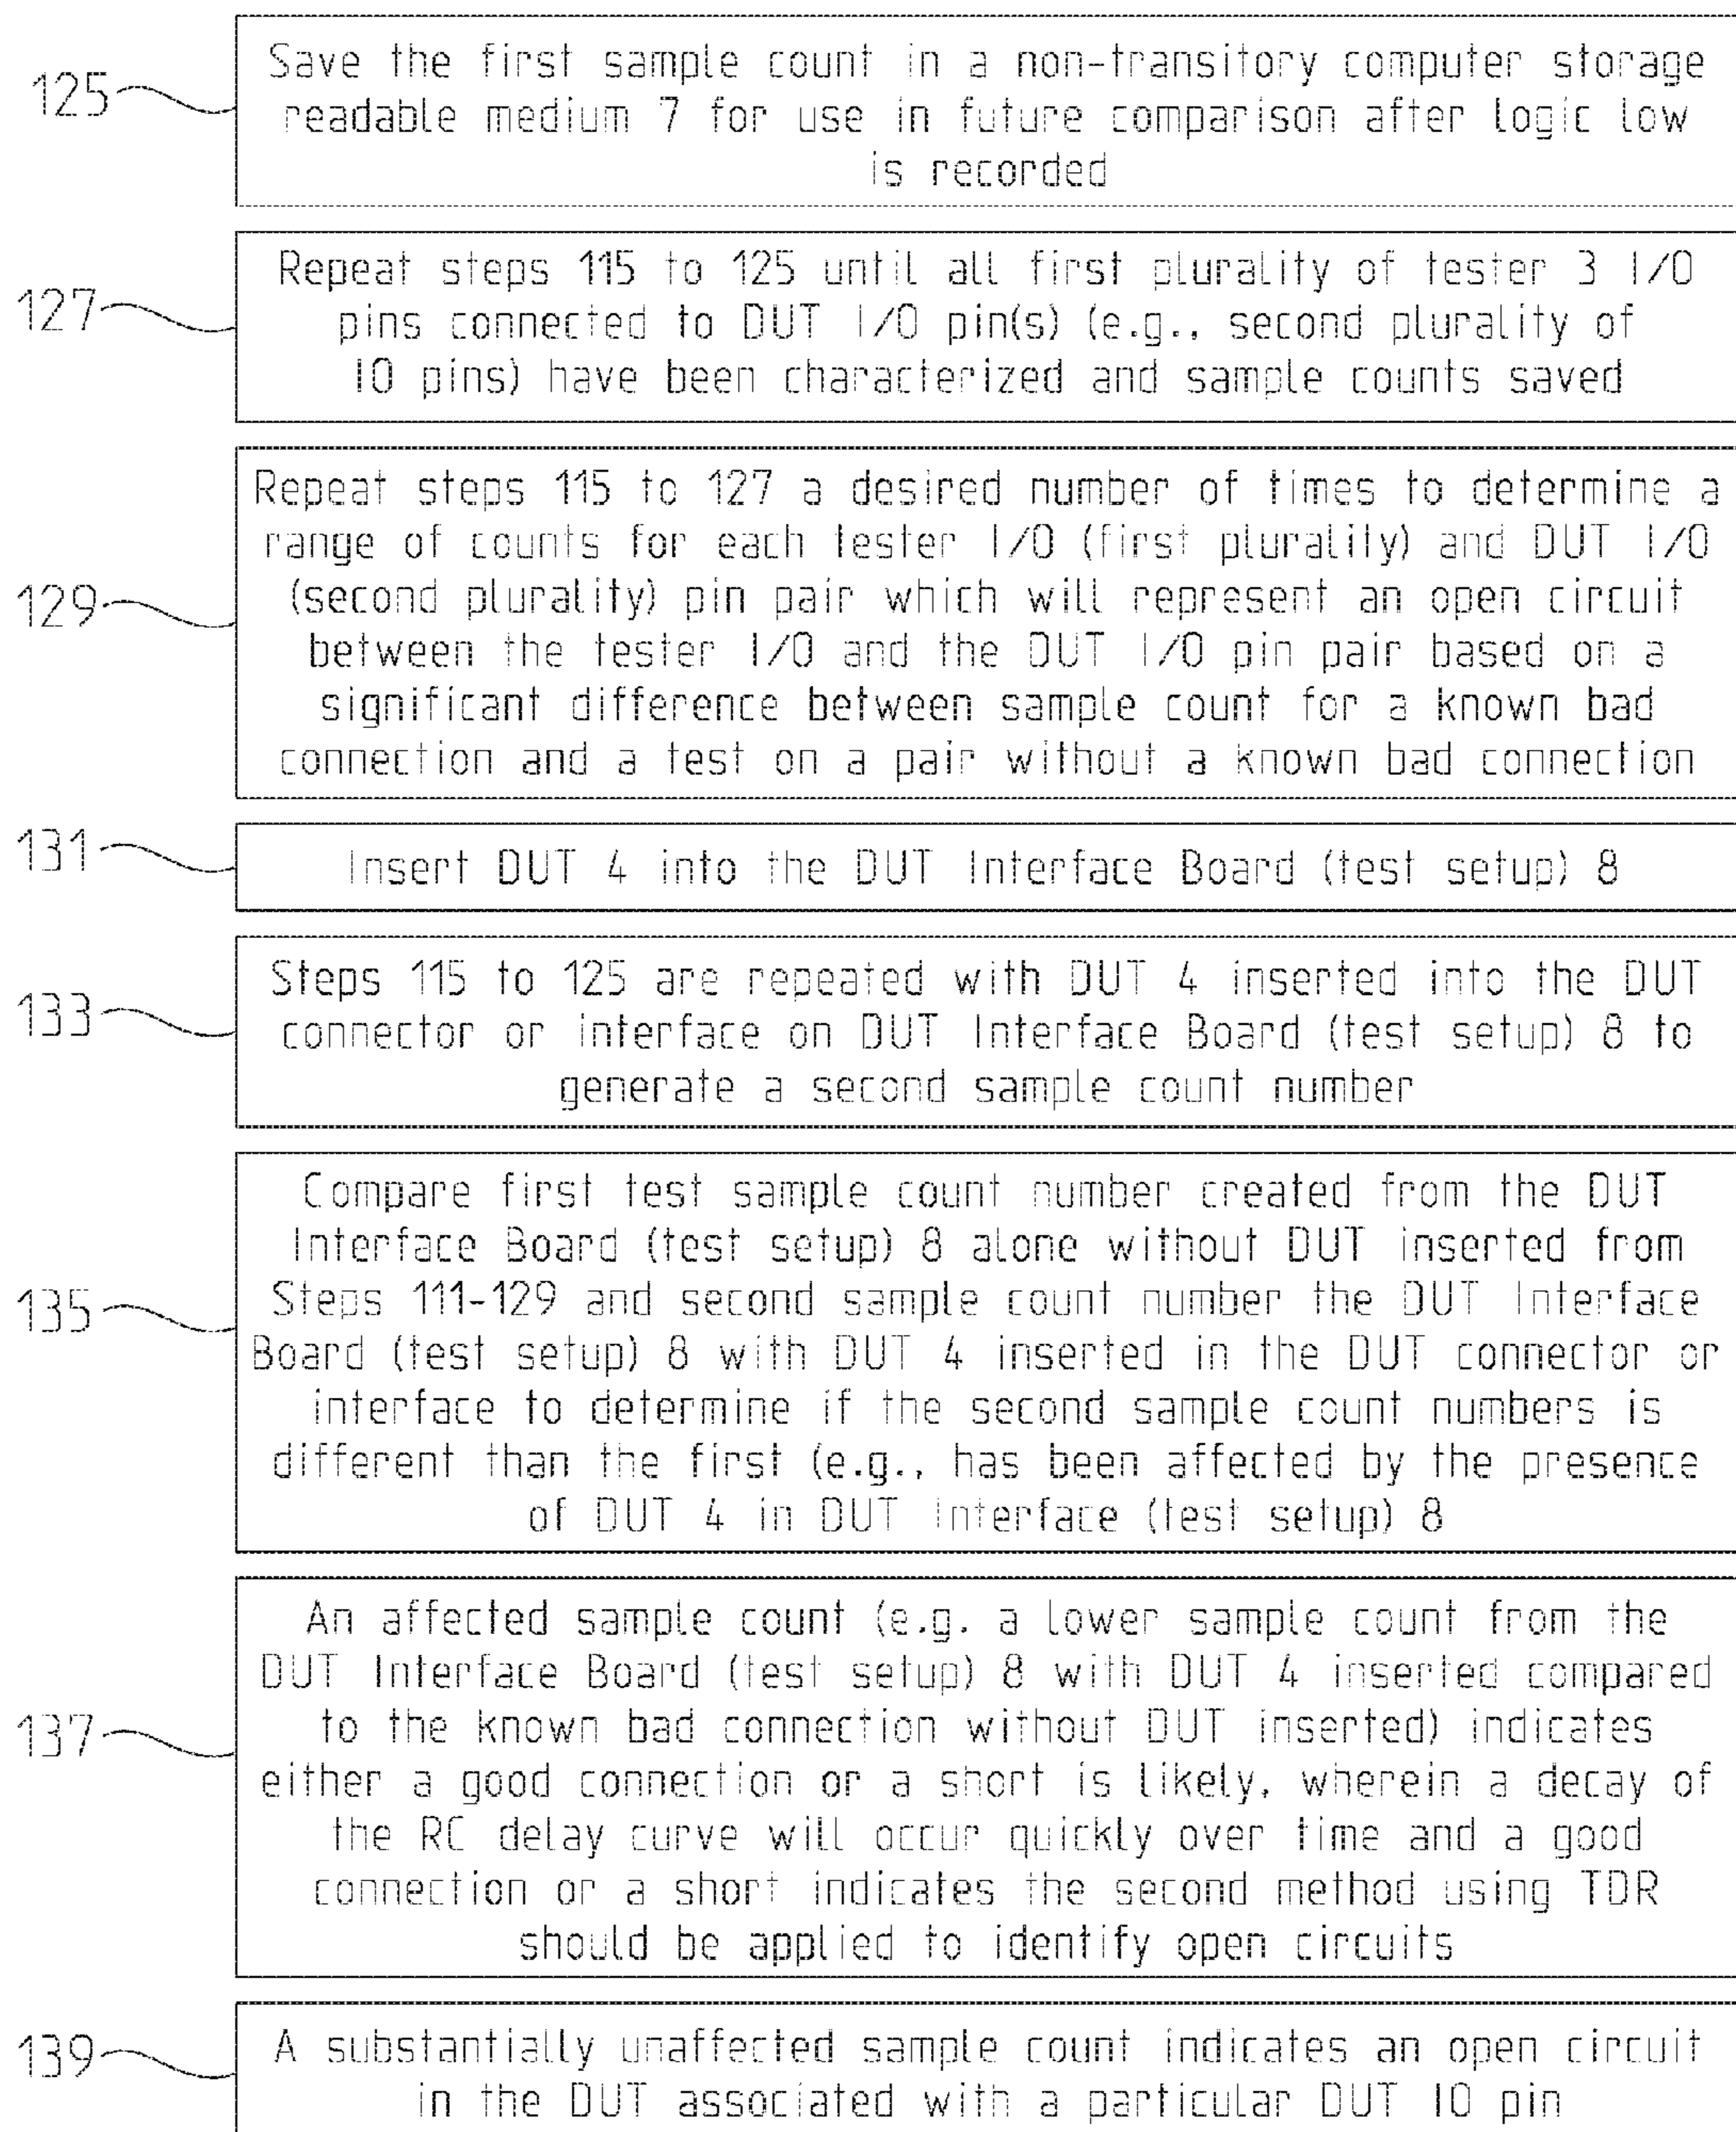 125
Save the first sample count in a non-transitory computer storage
readable medium 7 for use in future comparison after logic low
is recorded
127
Repeat steps 115 to 125 until all first plurality of tester 3 I/O
pins connected to DUT I/O pin(s) (e.g., second plurality of
IO pins) have been characterized and sample counts saved
129
Repeat steps 115 to 127 a desired number of times to determine a
range of counts for each tester I/O (first plurality) and DUT I/O
(second plurality) pin pair which will represent an open circuit
between the tester I/O and the DUT I/O pin pair based on a
significant difference between sample count for a known bad
connection and a test on a pair without a known bad connection
131
Insert DUT 4 into the DUT Interface Board (test setup) 8
133
Steps 115 to 125 are repeated with DUT 4 inserted into the DUT
connector or interface on DUT Interface Board (test setup) 8 to
generate a second sample count number
135
Compare first test sample count number created from the DUT
Interface Board (test setup) 8 alone without DUT inserted from
Steps 111-129 and second sample count number the DUT Interface
Board (test setup) 8 with DUT 4 inserted in the DUT connector or
interface to determine if the second sample count numbers is
different than the first (e.g., has been affected by the presence
of DUT 4 in DUT Interface (test setup) 8
137
An affected sample count (e.g. a lower sample count from the
DUT Interface Board (test setup) 8 with DUT 4 inserted compared
to the known bad connection without DUT inserted) indicates
either a good connection or a short is likely, wherein a decay of
the RC delay curve will occur quickly over time and a good
connection or a short indicates the second method using TDR
should be applied to identify open circuits
139
A substantially unaffected sample count indicates an open circuit
in the DUT associated with a particular DUT IO pin